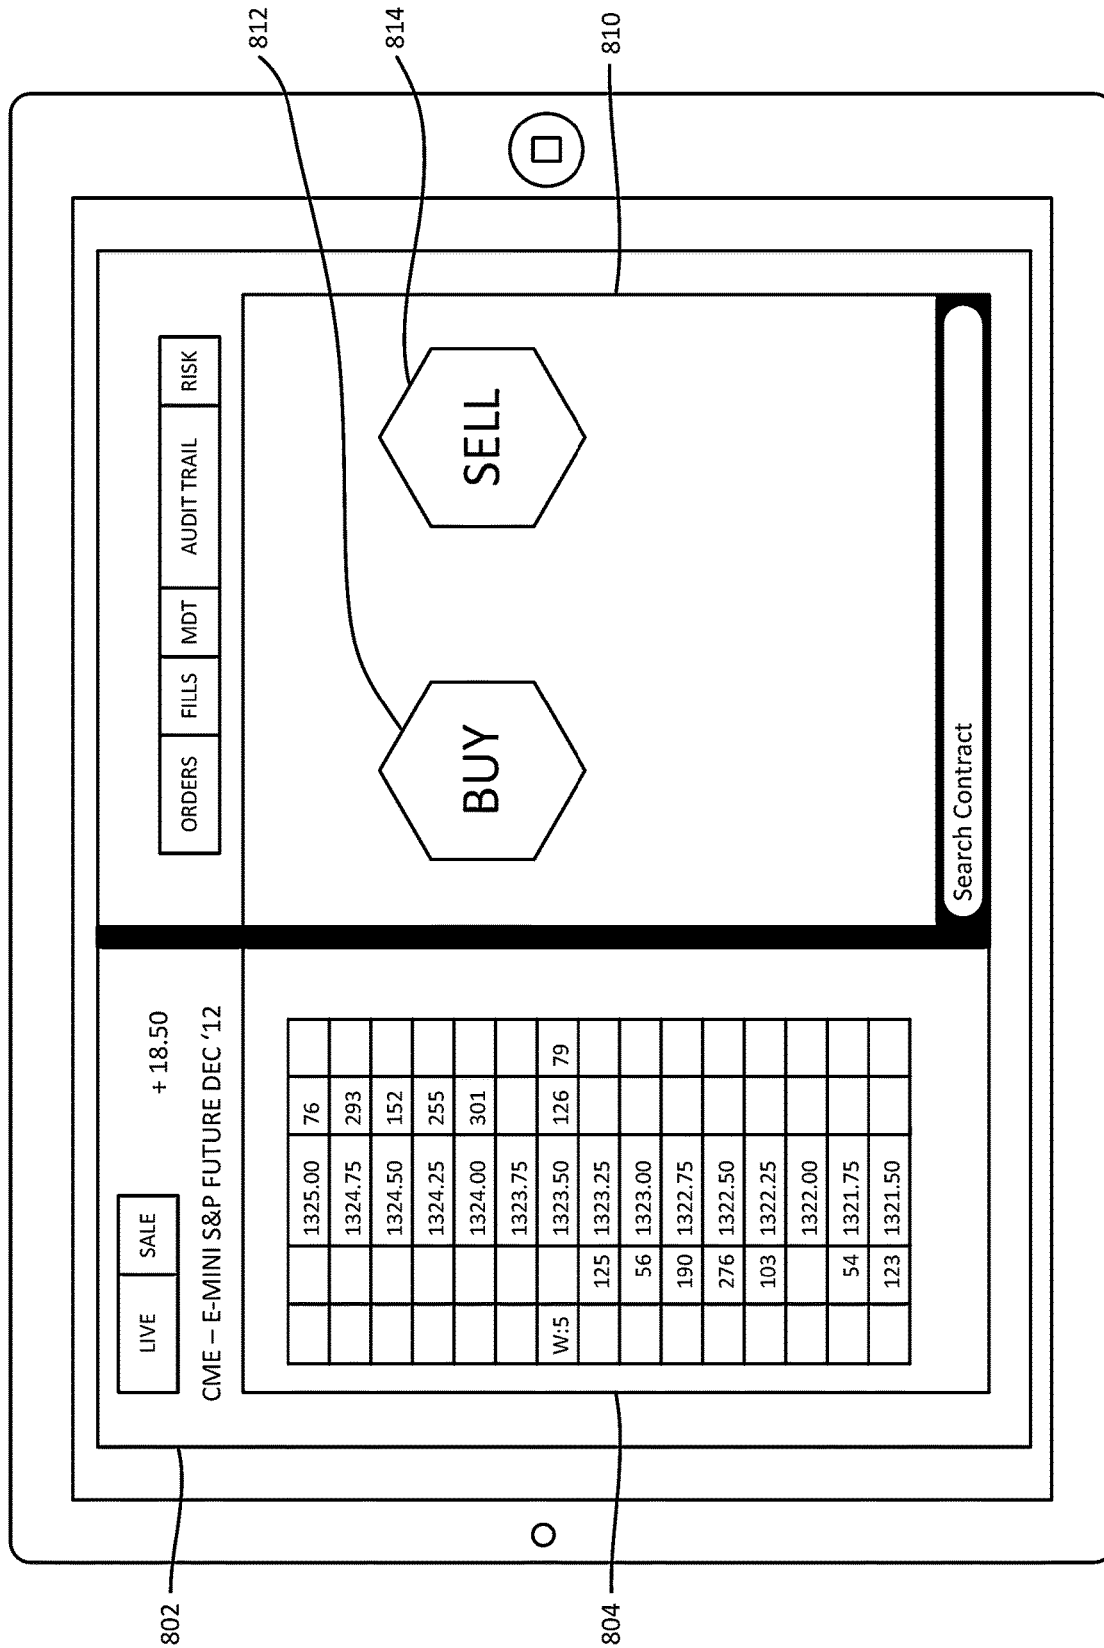 812
814
810
LIVE SALE + 18.50
CME – E-MINI S&P FUTURE DEC ‘12
ORDERS FILLS MDT AUDIT TRAIL RISK
1325.00 76
1324.75 293
1324.50 152
1324.25 255
1324.00 301
1323.75
W:5 1323.50 126 79
125 1323.25
56 1323.00
190 1322.75
276 1322.50
103 1322.25
1322.00
54 1321.75
123 1321.50
BUY
SELL
Search Contract
802
804